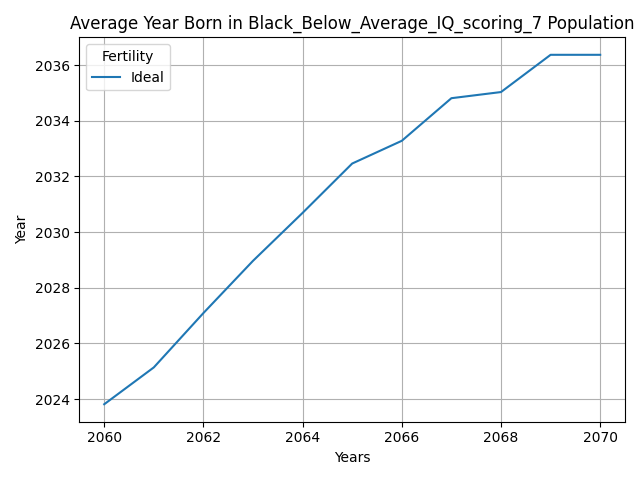 Average Year Born in Black_Below_Average_IQ_scoring_7 Population
Fertility
Ideal
Year
2036
2034
2032
2030
2028
2026
2024
2060 2062 2064 2066 2068 2070
Years